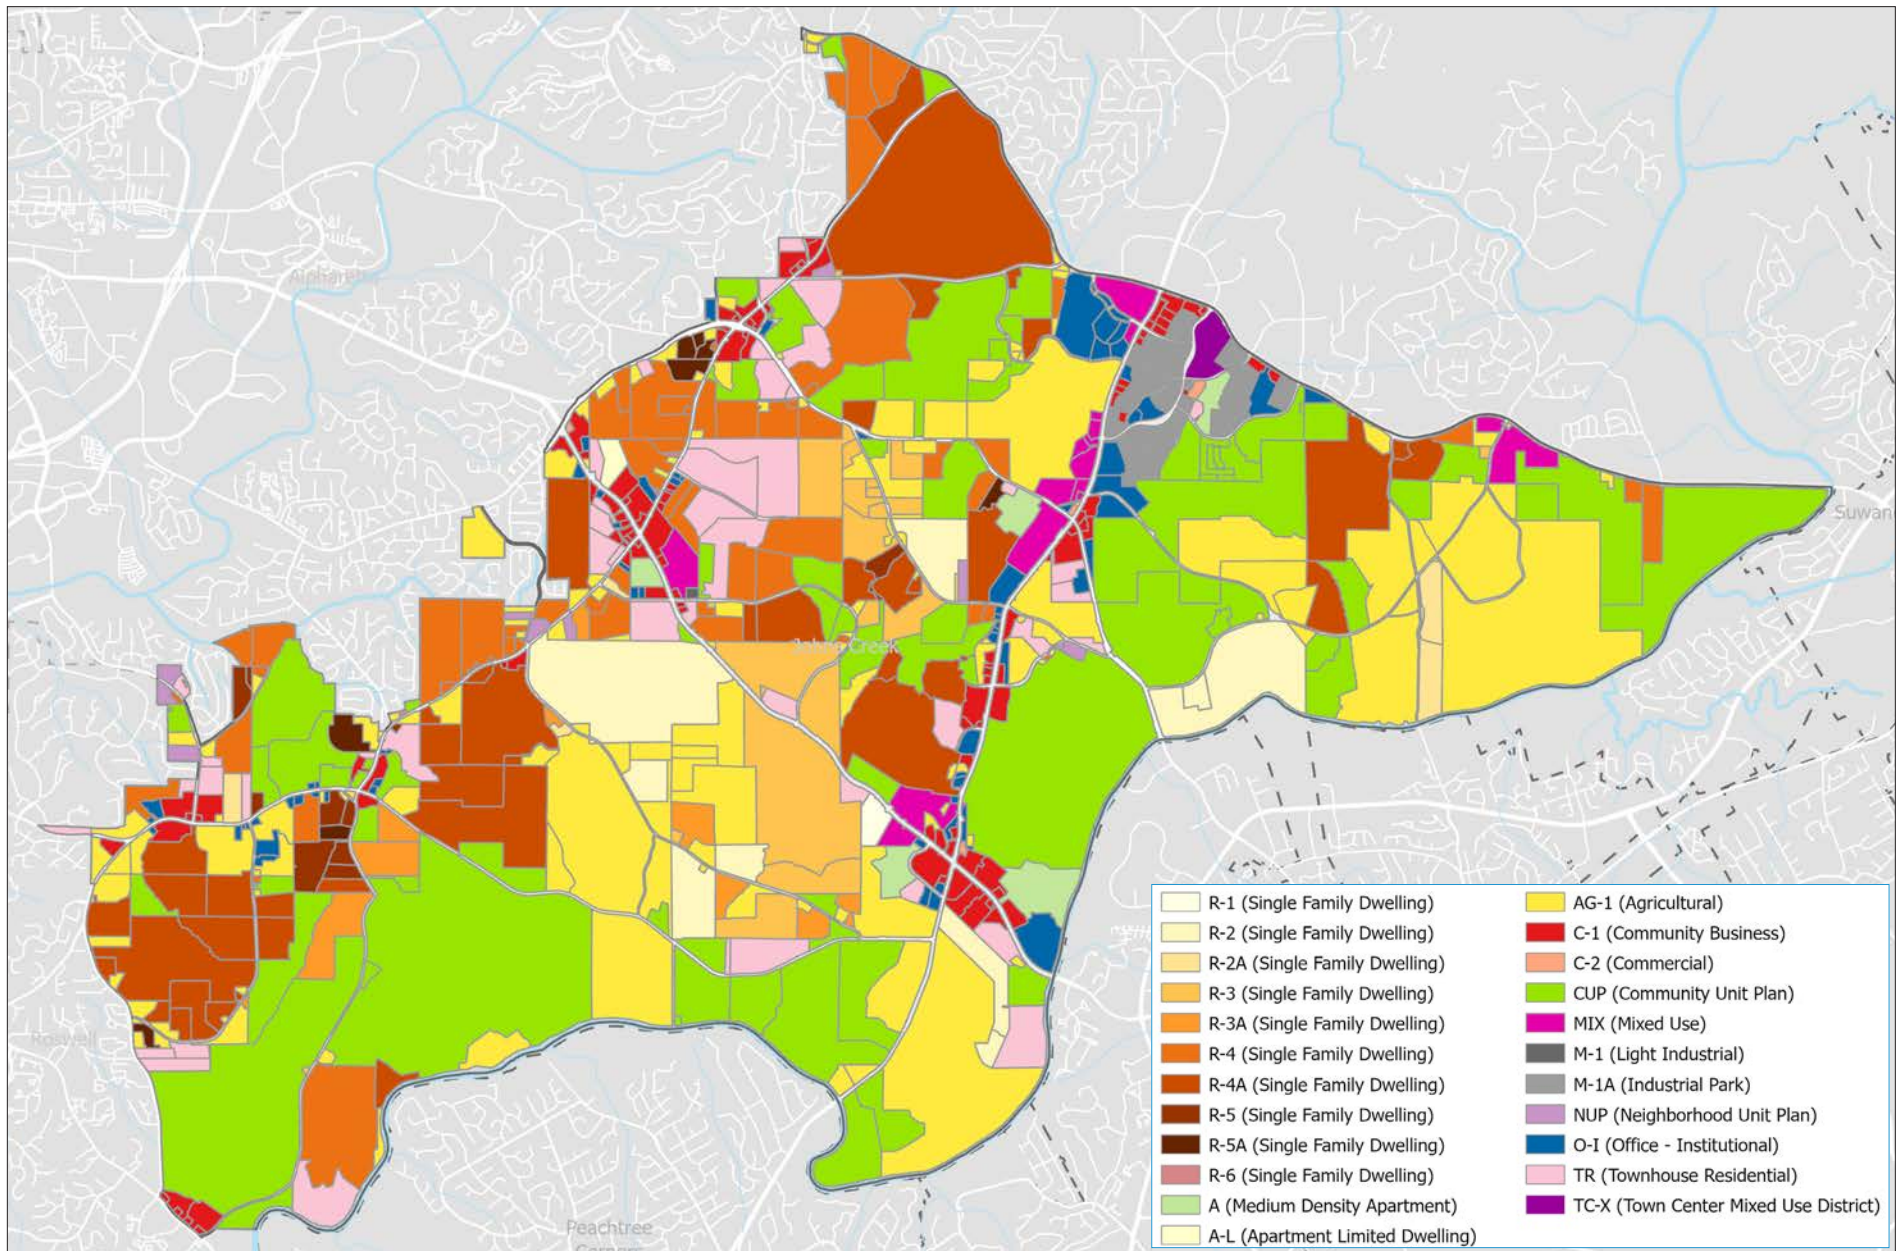 Alpharetta
Suwan
Johns Creek
Roswell
Peachtree
Corners
R-1 (Single Family Dwelling)
R-2 (Single Family Dwelling)
R-2A (Single Family Dwelling)
R-3 (Single Family Dwelling)
R-3A (Single Family Dwelling)
R-4 (Single Family Dwelling)
R-4A (Single Family Dwelling)
R-5 (Single Family Dwelling)
R-5A (Single Family Dwelling)
R-6 (Single Family Dwelling)
A (Medium Density Apartment)
A-L (Apartment Limited Dwelling)
AG-1 (Agricultural)
C-1 (Community Business)
C-2 (Commercial)
CUP (Community Unit Plan)
MIX (Mixed Use)
M-1 (Light Industrial)
M-1A (Industrial Park)
NUP (Neighborhood Unit Plan)
O-I (Office - Institutional)
TR (Townhouse Residential)
TC-X (Town Center Mixed Use District)